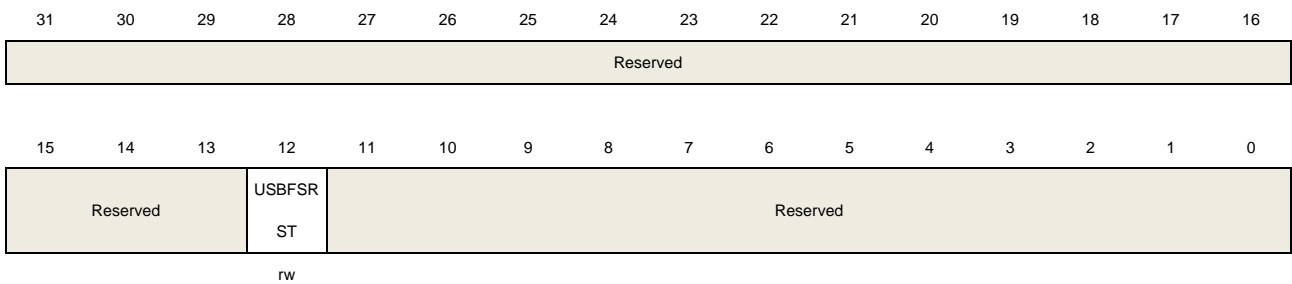 31 30 29 28 27 26 25 24 23 22 21 20 19 18 17 16
Reserved
15 14 13 12 11 10 9 8 7 6 5 4 3 2 1 0
Reserved USBFSR ST Reserved
rw